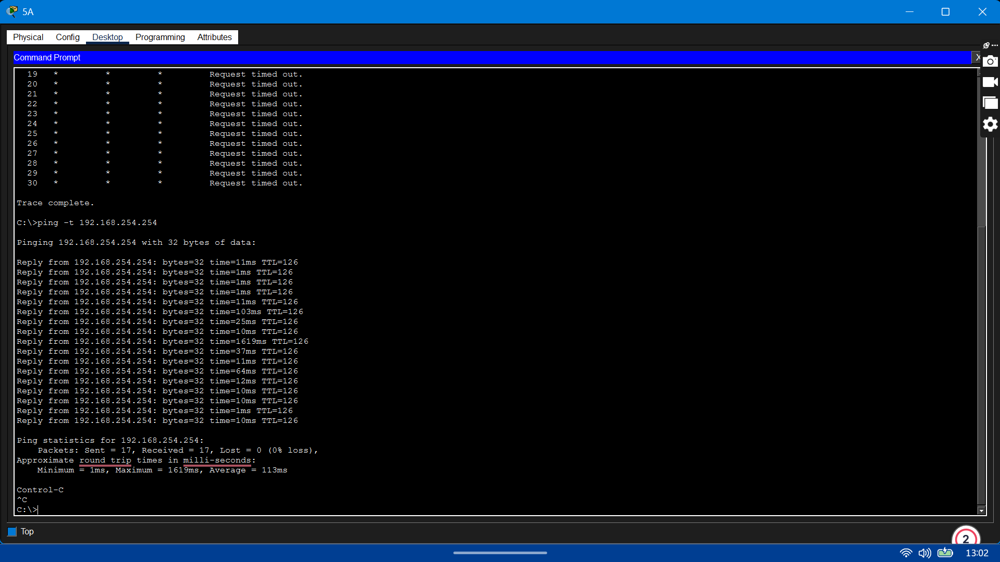 5A
Physical Config Desktop Programming Attributes
Command Prompt X
19 * * * Request timed out.
20 * * * Request timed out.
21 * * * Request timed out.
22 * * * Request timed out.
23 * * * Request timed out.
24 * * * Request timed out.
25 * * * Request timed out.
26 * * * Request timed out.
27 * * * Request timed out.
28 * * * Request timed out.
29 * * * Request timed out.
30 * * * Request timed out.
Trace complete.
C:\>ping -t 192.168.254.254
Pinging 192.168.254.254 with 32 bytes of data:
Reply from 192.168.254.254: bytes=32 time=11ms TTL=126
Reply from 192.168.254.254: bytes=32 time=1ms TTL=126
Reply from 192.168.254.254: bytes=32 time=1ms TTL=126
Reply from 192.168.254.254: bytes=32 time=1ms TTL=126
Reply from 192.168.254.254: bytes=32 time=11ms TTL=126
Reply from 192.168.254.254: bytes=32 time=103ms TTL=126
Reply from 192.168.254.254: bytes=32 time=25ms TTL=126
Reply from 192.168.254.254: bytes=32 time=10ms TTL=126
Reply from 192.168.254.254: bytes=32 time=1619ms TTL=126
Reply from 192.168.254.254: bytes=32 time=37ms TTL=126
Reply from 192.168.254.254: bytes=32 time=11ms TTL=126
Reply from 192.168.254.254: bytes=32 time=64ms TTL=126
Reply from 192.168.254.254: bytes=32 time=12ms TTL=126
Reply from 192.168.254.254: bytes=32 time=10ms TTL=126
Reply from 192.168.254.254: bytes=32 time=10ms TTL=126
Reply from 192.168.254.254: bytes=32 time=1ms TTL=126
Reply from 192.168.254.254: bytes=32 time=10ms TTL=126
Ping statistics for 192.168.254.254:
Packets: Sent = 17, Received = 17, Lost = 0 (0% loss),
Approximate round trip times in milli-seconds:
Minimum = 1ms, Maximum = 1619ms, Average = 113ms
Control-C
^C
C:\>
Top
2
13:02